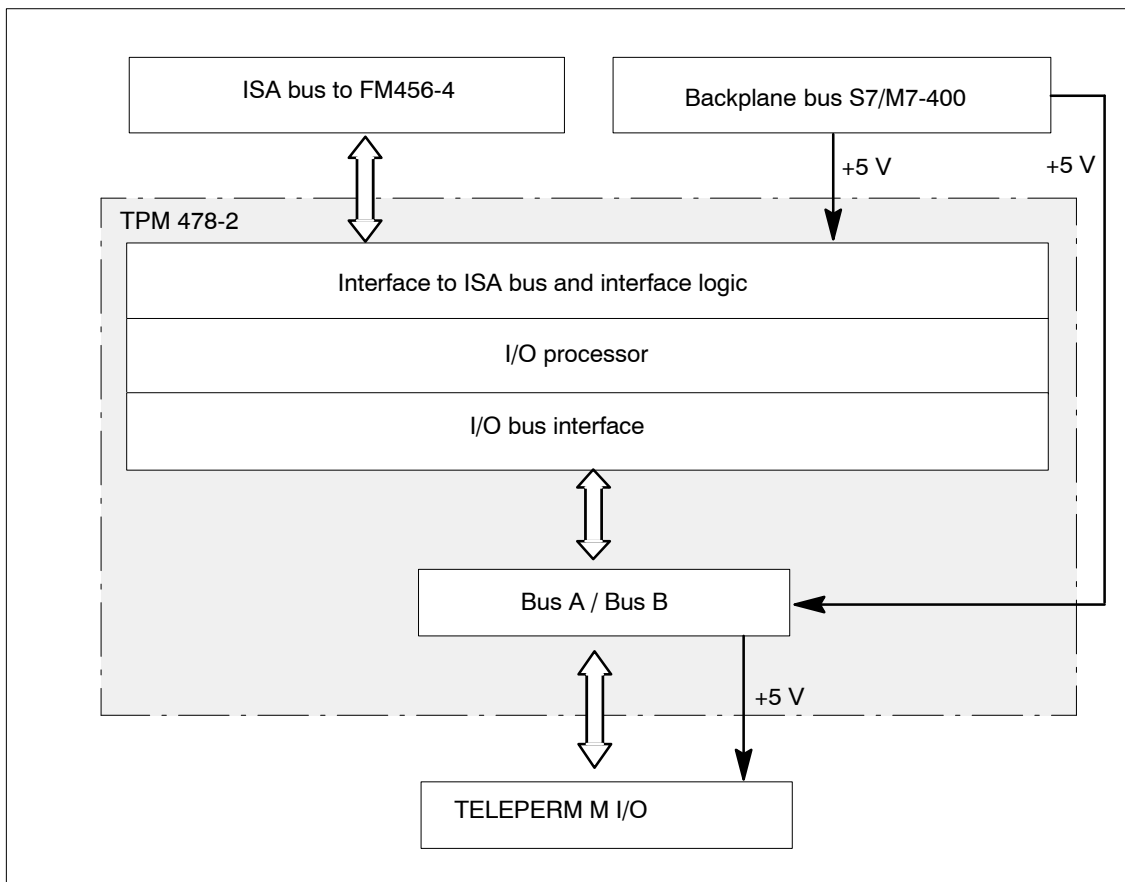 ISA bus to FM456-4
Backplane bus S7/M7-400
+5 V
+5 V
TPM 478-2
Interface to ISA bus and interface logic
I/O processor
I/O bus interface
Bus A / Bus B
+5 V
TELEPERM M I/O